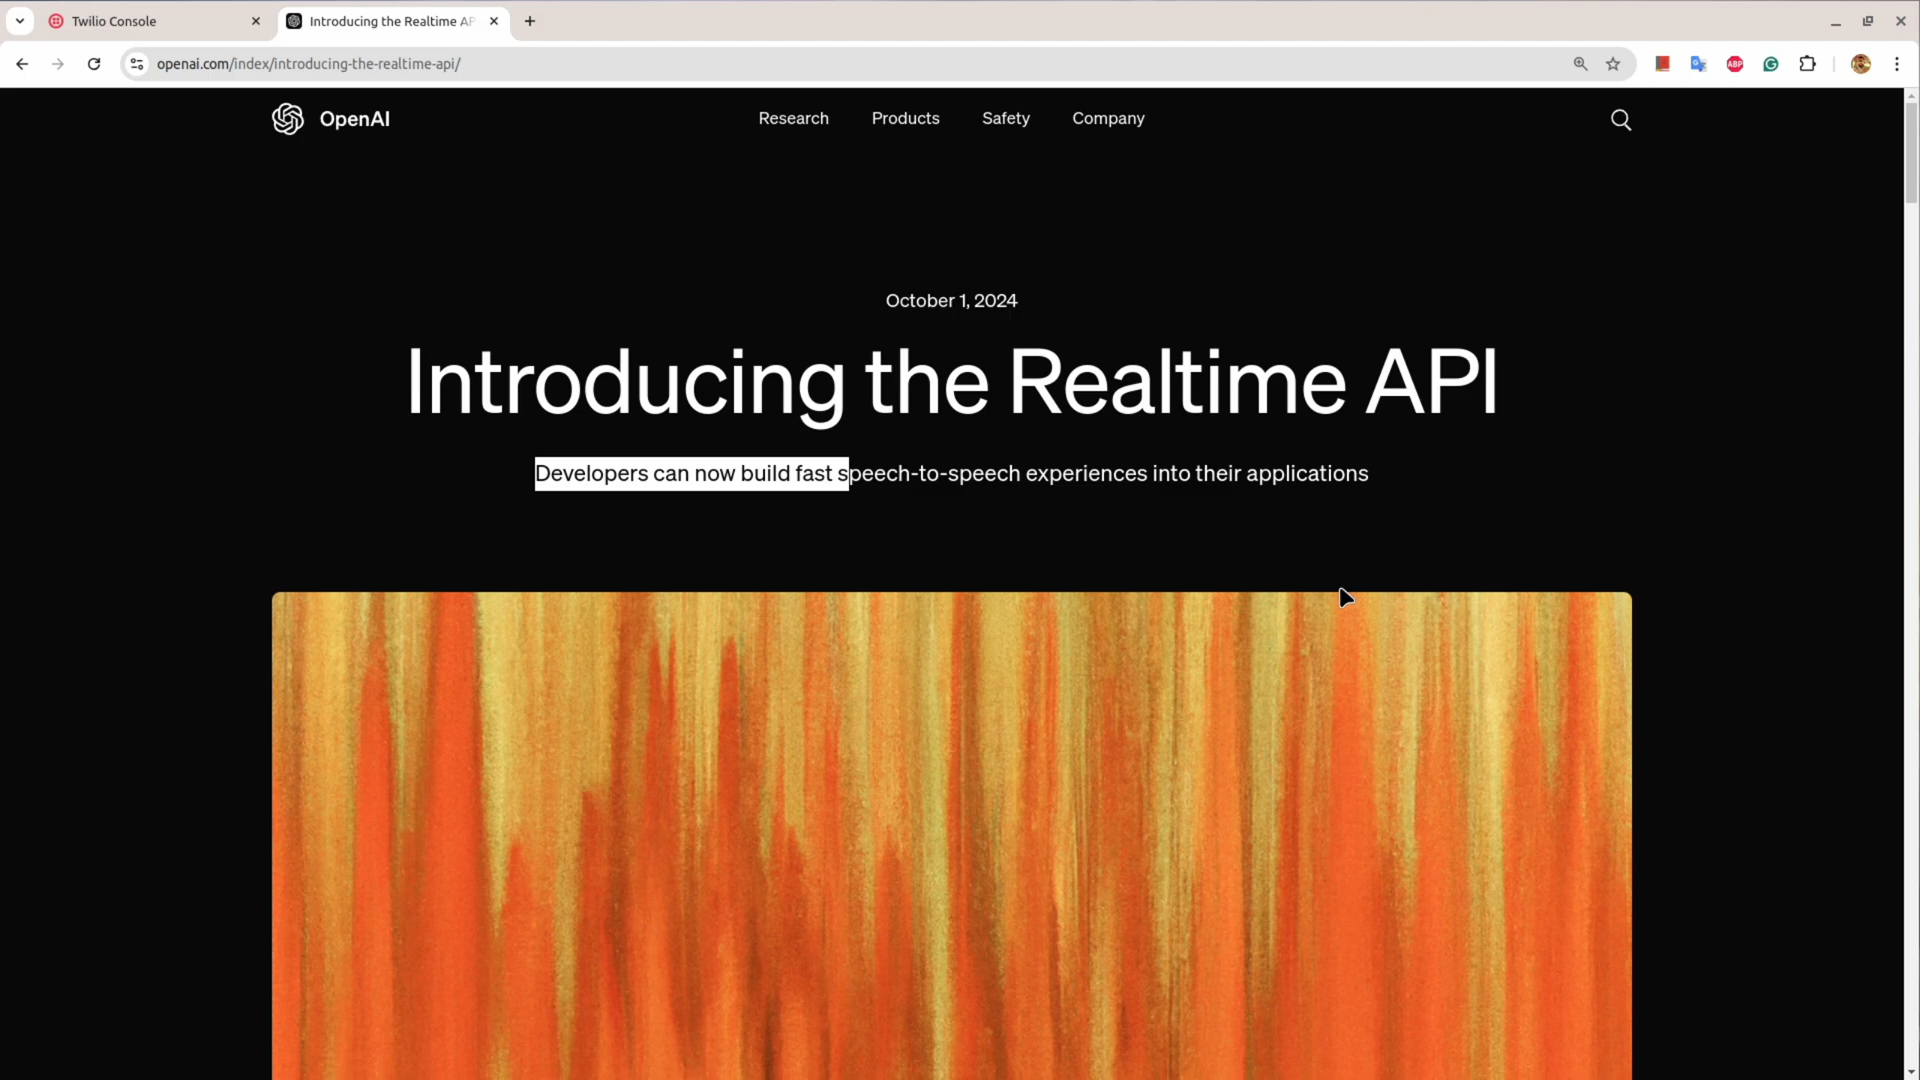 Twilio Console
Introducing the Realtime AP
openai.com/index/introducing-the-realtime-api/
ABP
OpenAI
Research
Products
Safety
Company
October 1, 2024
Introducing the Realtime API
Developers can now build fast speech-to-speech experiences into their applications